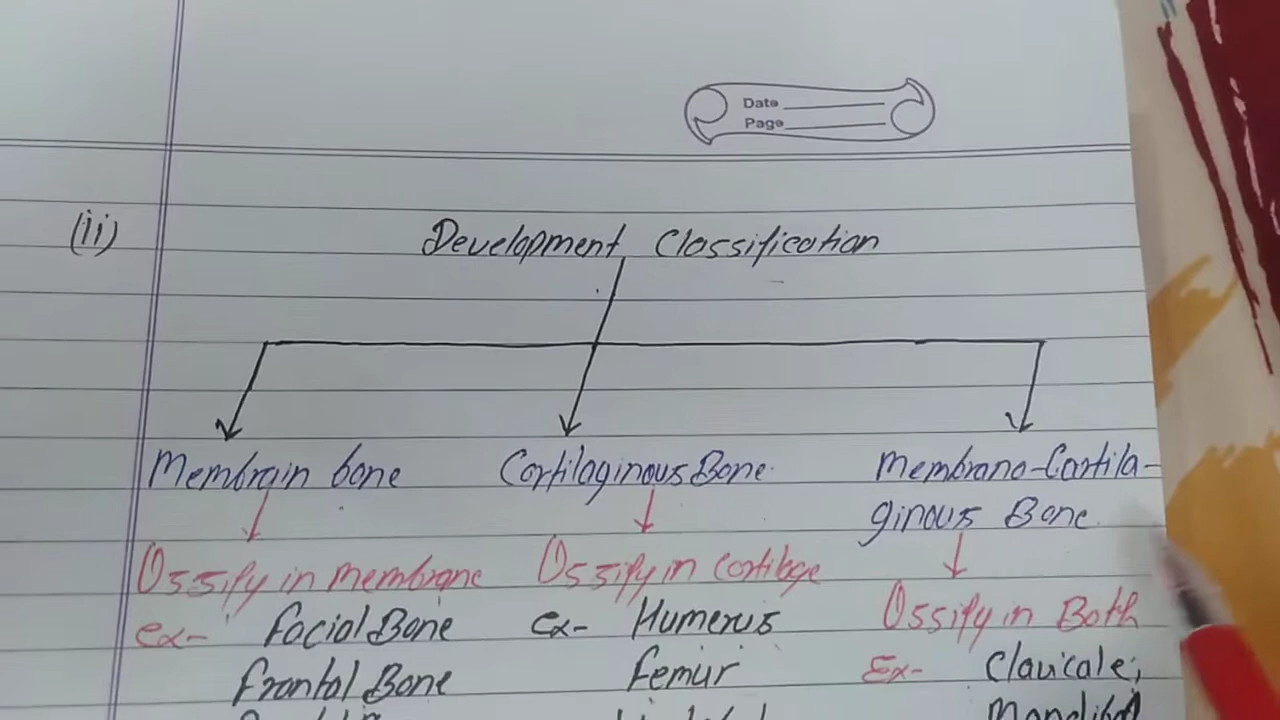 Date
Page
(ii) Development Classification
Membrain bone Cartilaginous Bone. Membrano-Cartila-
ginous Bone.
Ossify in membrane Ossify in cartilage
Ossify in Both
ex- facial Bone ex- Humerus
frontal Bone femur
Ex- Clavicale,